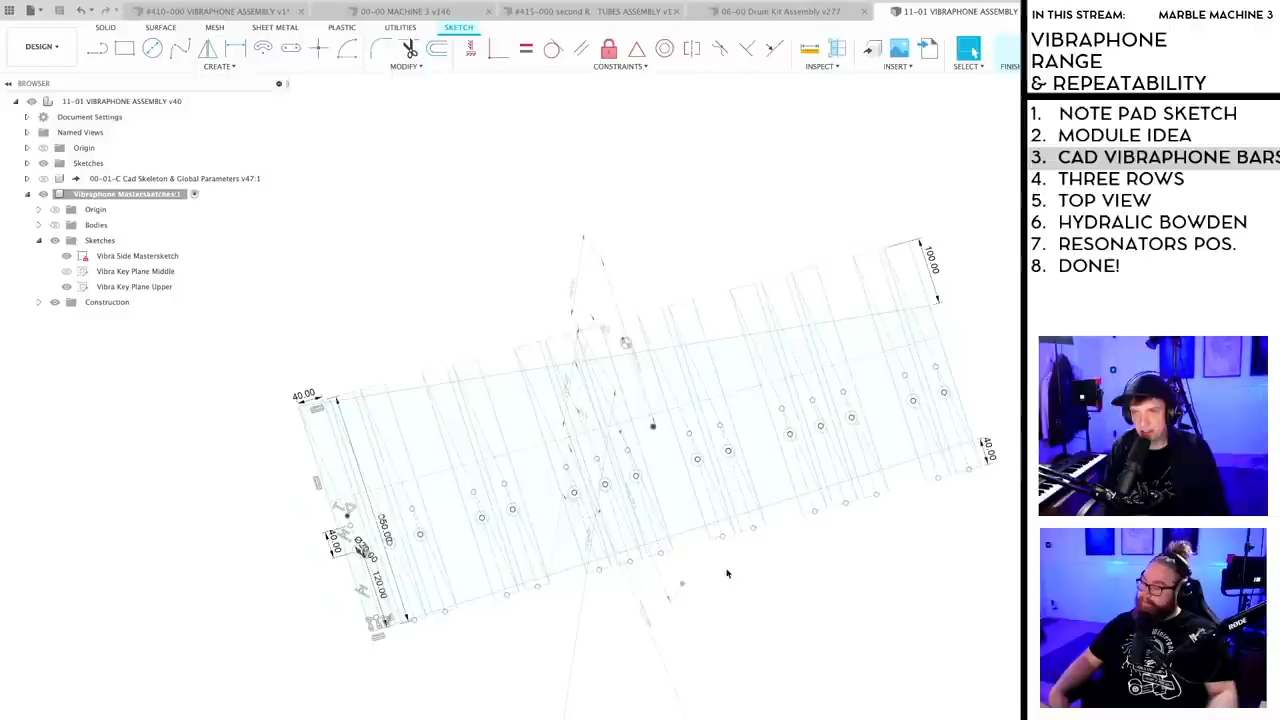 #410-000 VIBRAPHONE ASSEMBLY v1*
00-00 MACHINE 3 v146
#415-000 second R
TUBES ASSEMBLY v1
06-00 Drum Kit Assembly v277
11-01 VIBRAPHONE ASSEMBLY
SOLID
SURFACE
MESH
SHEET METAL
PLASTIC
UTILITIES
SKETCH
DESIGN
CREATE
MODIFY
CONSTRAINTS
INSPECT
INSERT
SELECT
FINISH
BROWSER
11-01 VIBRAPHONE ASSEMBLY v40
Document Settings
Named Views
Origin
Sketches
00-01-C Cad Skeleton & Global Parameters v47:1
Vibraphone Mastersketches:1
Origin
Bodies
Sketches
Vibra Side Mastersketch
Vibra Key Plane Middle
Vibra Key Plane Upper
Construction
100.00
40.00
40.00
40.00
120.00
IN THIS STREAM: MARBLE MACHINE 3
VIBRAPHONE
RANGE
& REPEATABILITY
1. NOTE PAD SKETCH
2. MODULE IDEA
3. CAD VIBRAPHONE BARS
4. THREE ROWS
5. TOP VIEW
6. HYDRALIC BOWDEN
7. RESONATORS POS.
8. DONE!
RODE